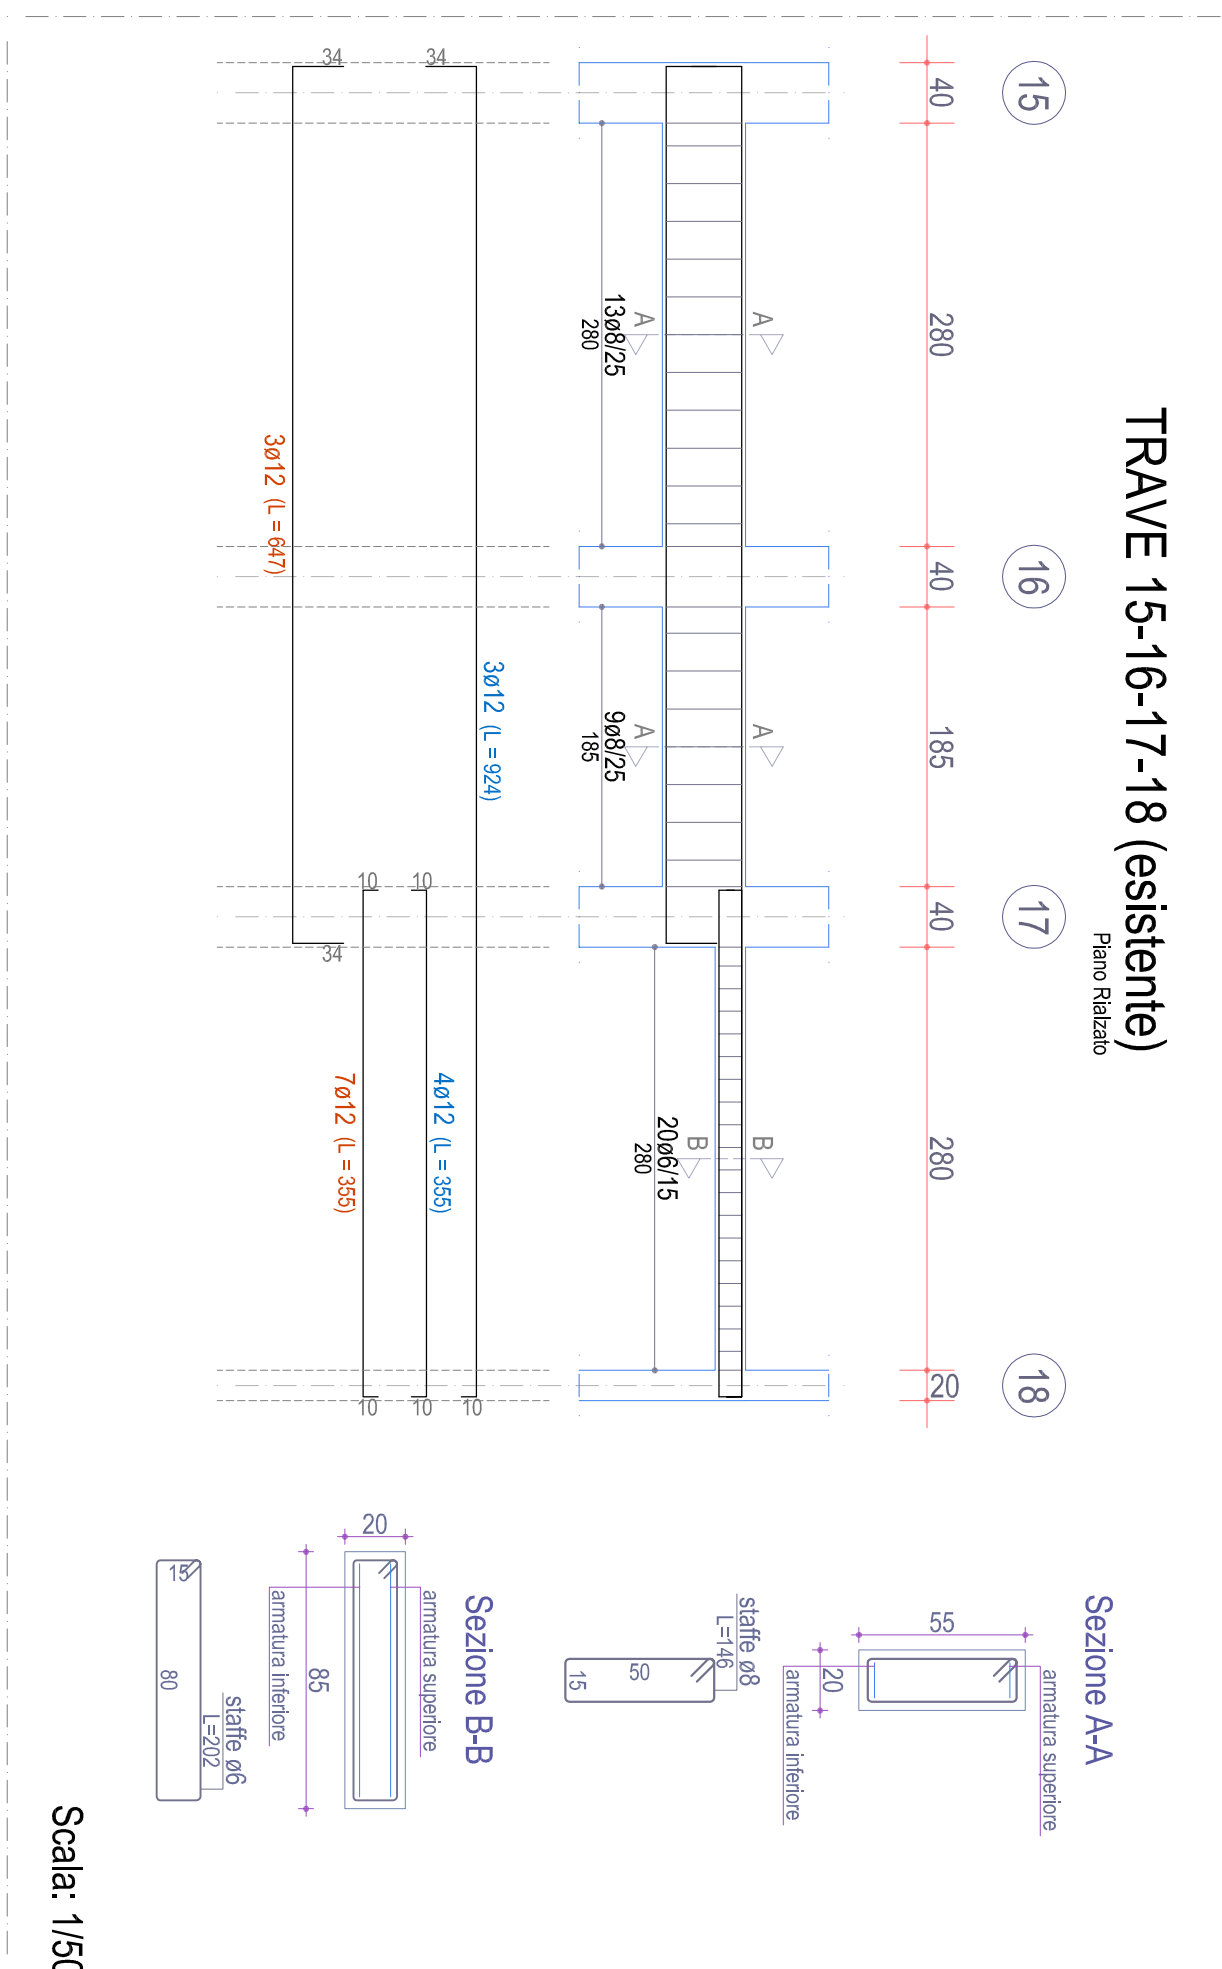 TRAVE 15-16-17-18 (esistente)
Piano Rialzato
15
16
17
18
40
280
40
185
40
280
20
A
A
B
A
A
B
13ø8/25
280
9ø8/25
185
20ø6/15
280
34
34
3ø12 (L = 924)
10
10
10
4ø12 (L = 355)
10
10
7ø12 (L = 355)
3ø12 (L = 647)
34
Sezione A-A
armatura superiore
55
20
armatura inferiore
staffe ø8
L=146
50
15
Sezione B-B
armatura superiore
20
85
armatura inferiore
staffe ø6
L=202
15
80
Scala: 1/50